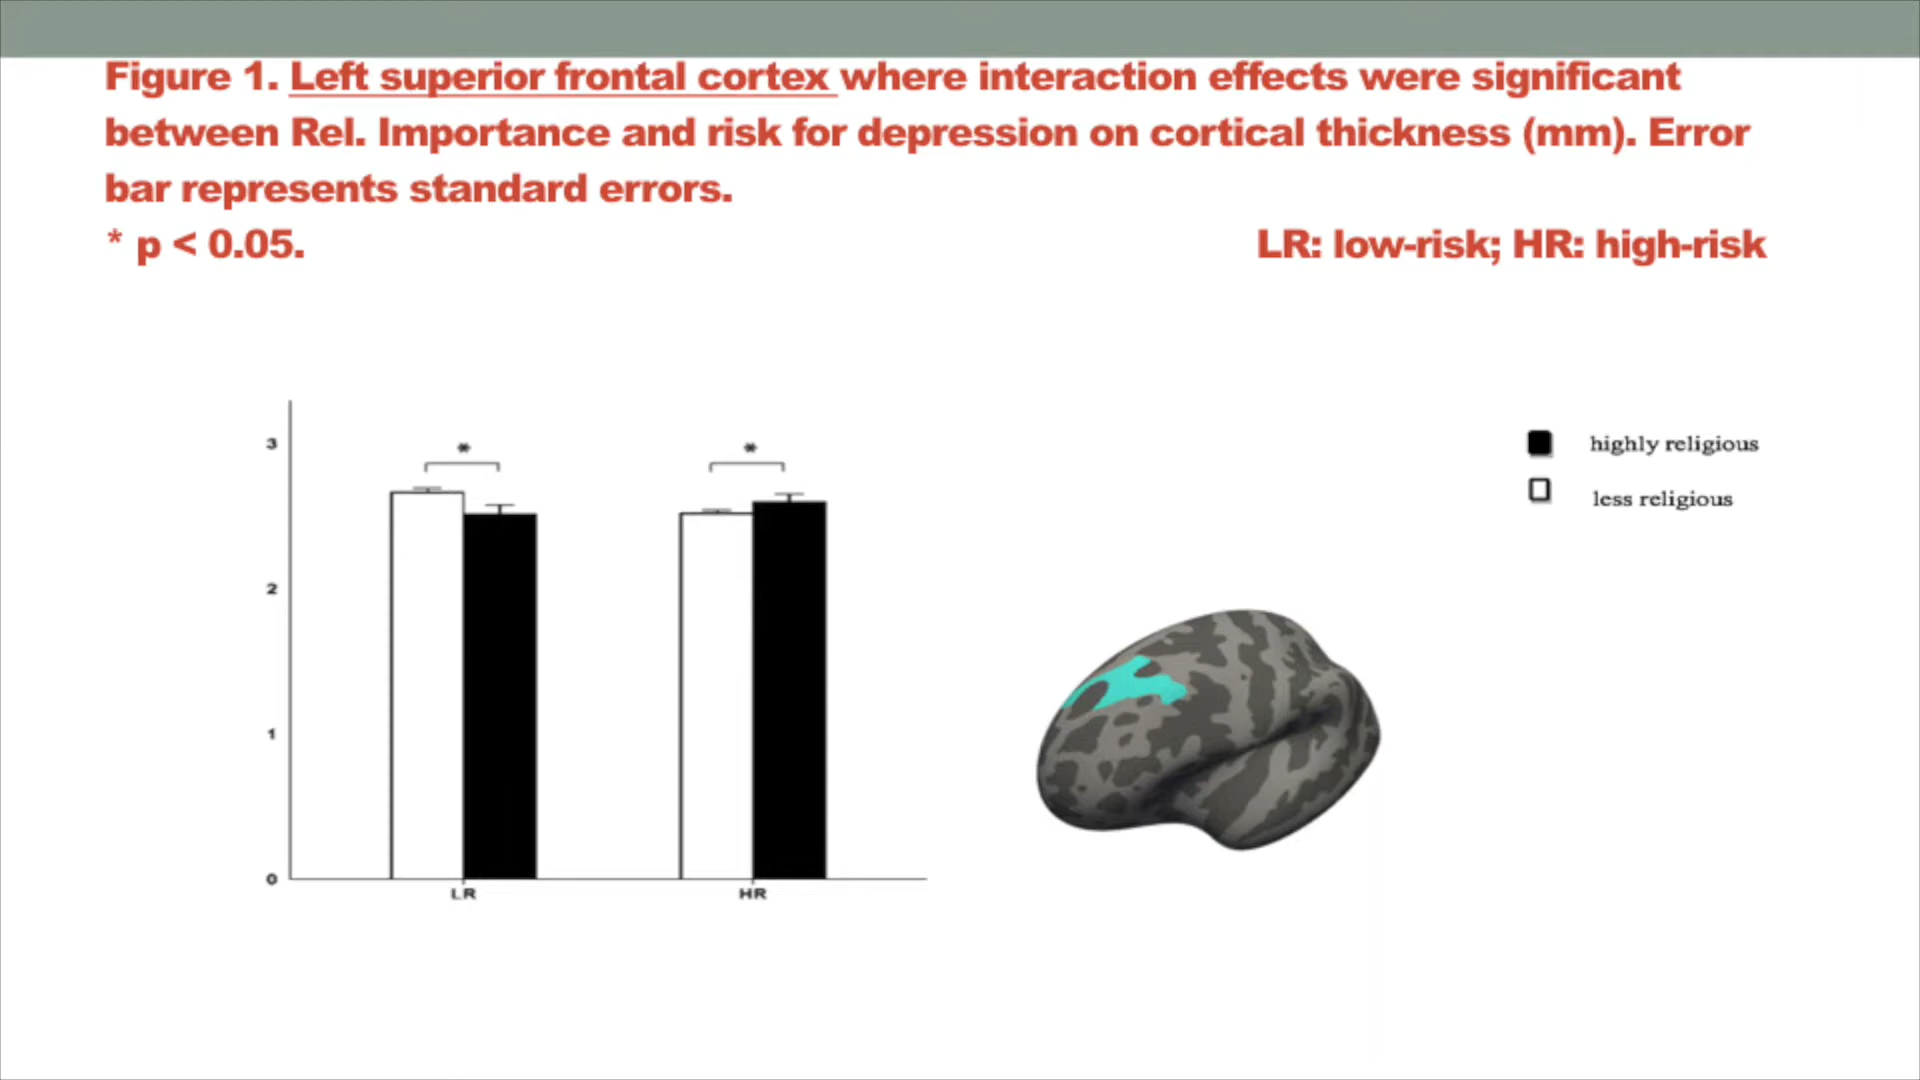 Figure 1. Left superior frontal cortex where interaction effects were significant
between Rel. Importance and risk for depression on cortical thickness (mm). Error
bar represents standard errors.
* p < 0.05. LR: low-risk; HR: high-risk
3
* *
highly religious
less religious
2
1
0
LR HR